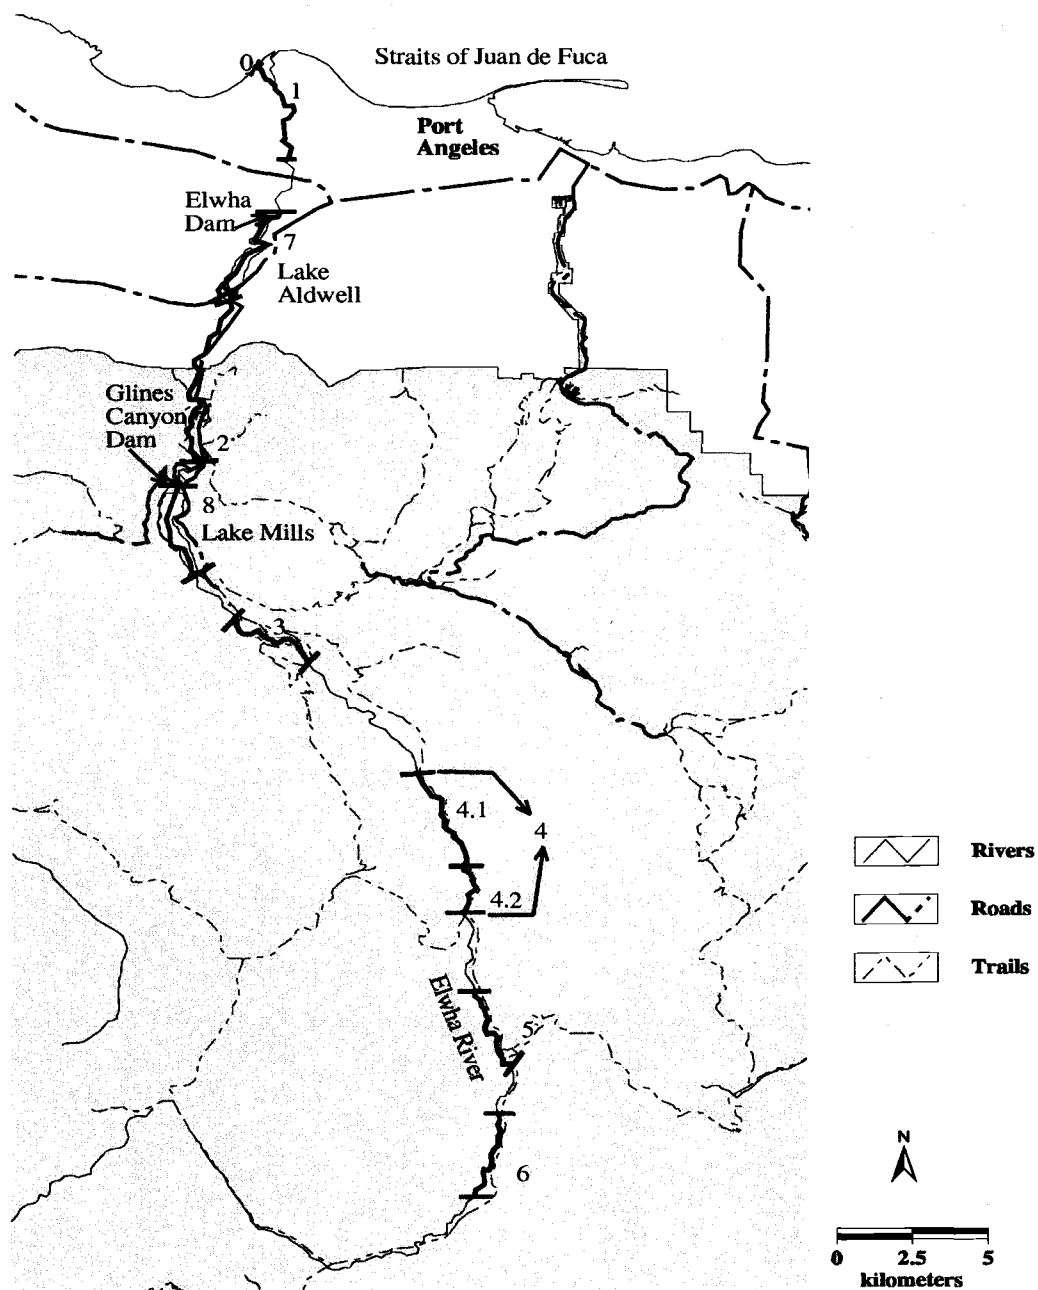 Straits of Juan de Fuca
0
1
Port
Angeles
Elwha
Dam
7
Lake
Aldwell
Glines
Canyon
Dam
2
8
Lake Mills
3
4.1
4
4.2
Rivers
Roads
Trails
Elwha River
5
6
N
0 2.5 5
kilometers